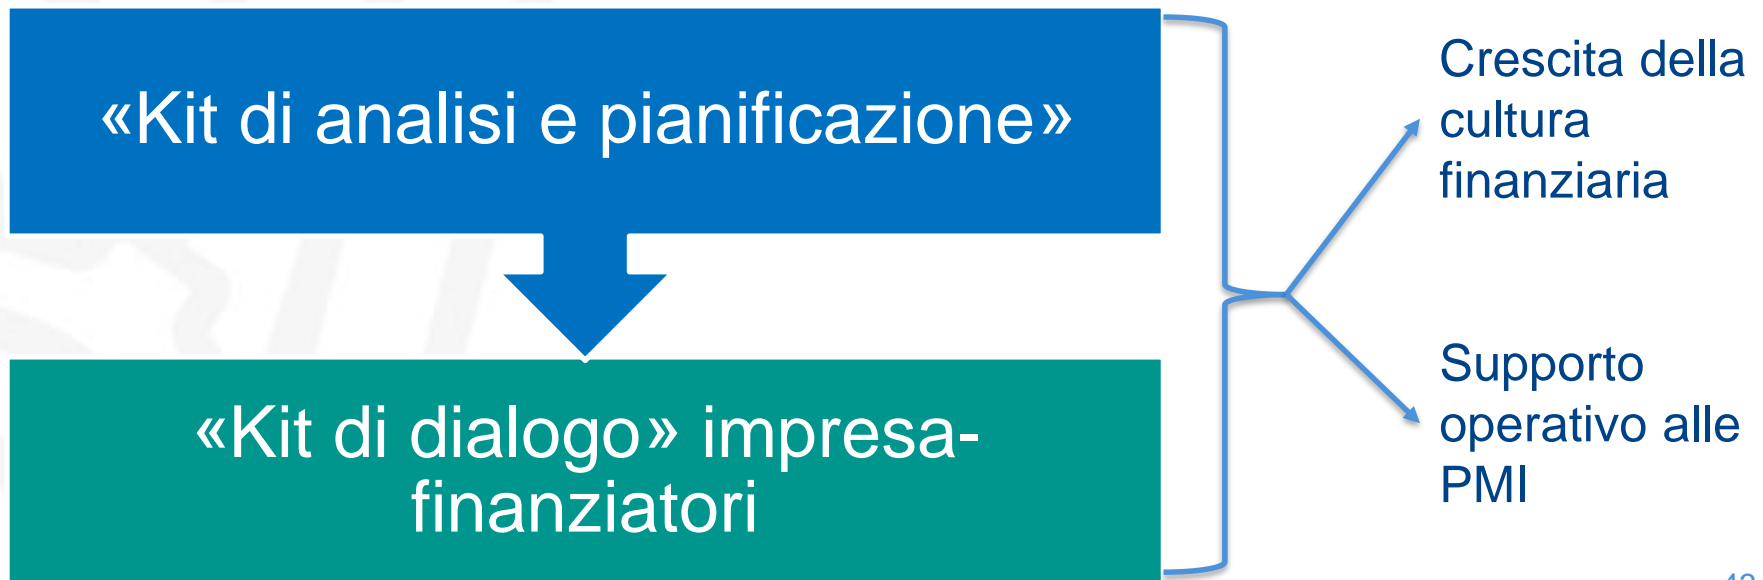 «Kit di analisi e pianificazione»
«Kit di dialogo» impresa-
finanziatori
Crescita della
cultura
finanziaria
Supporto
operativo alle
PMI